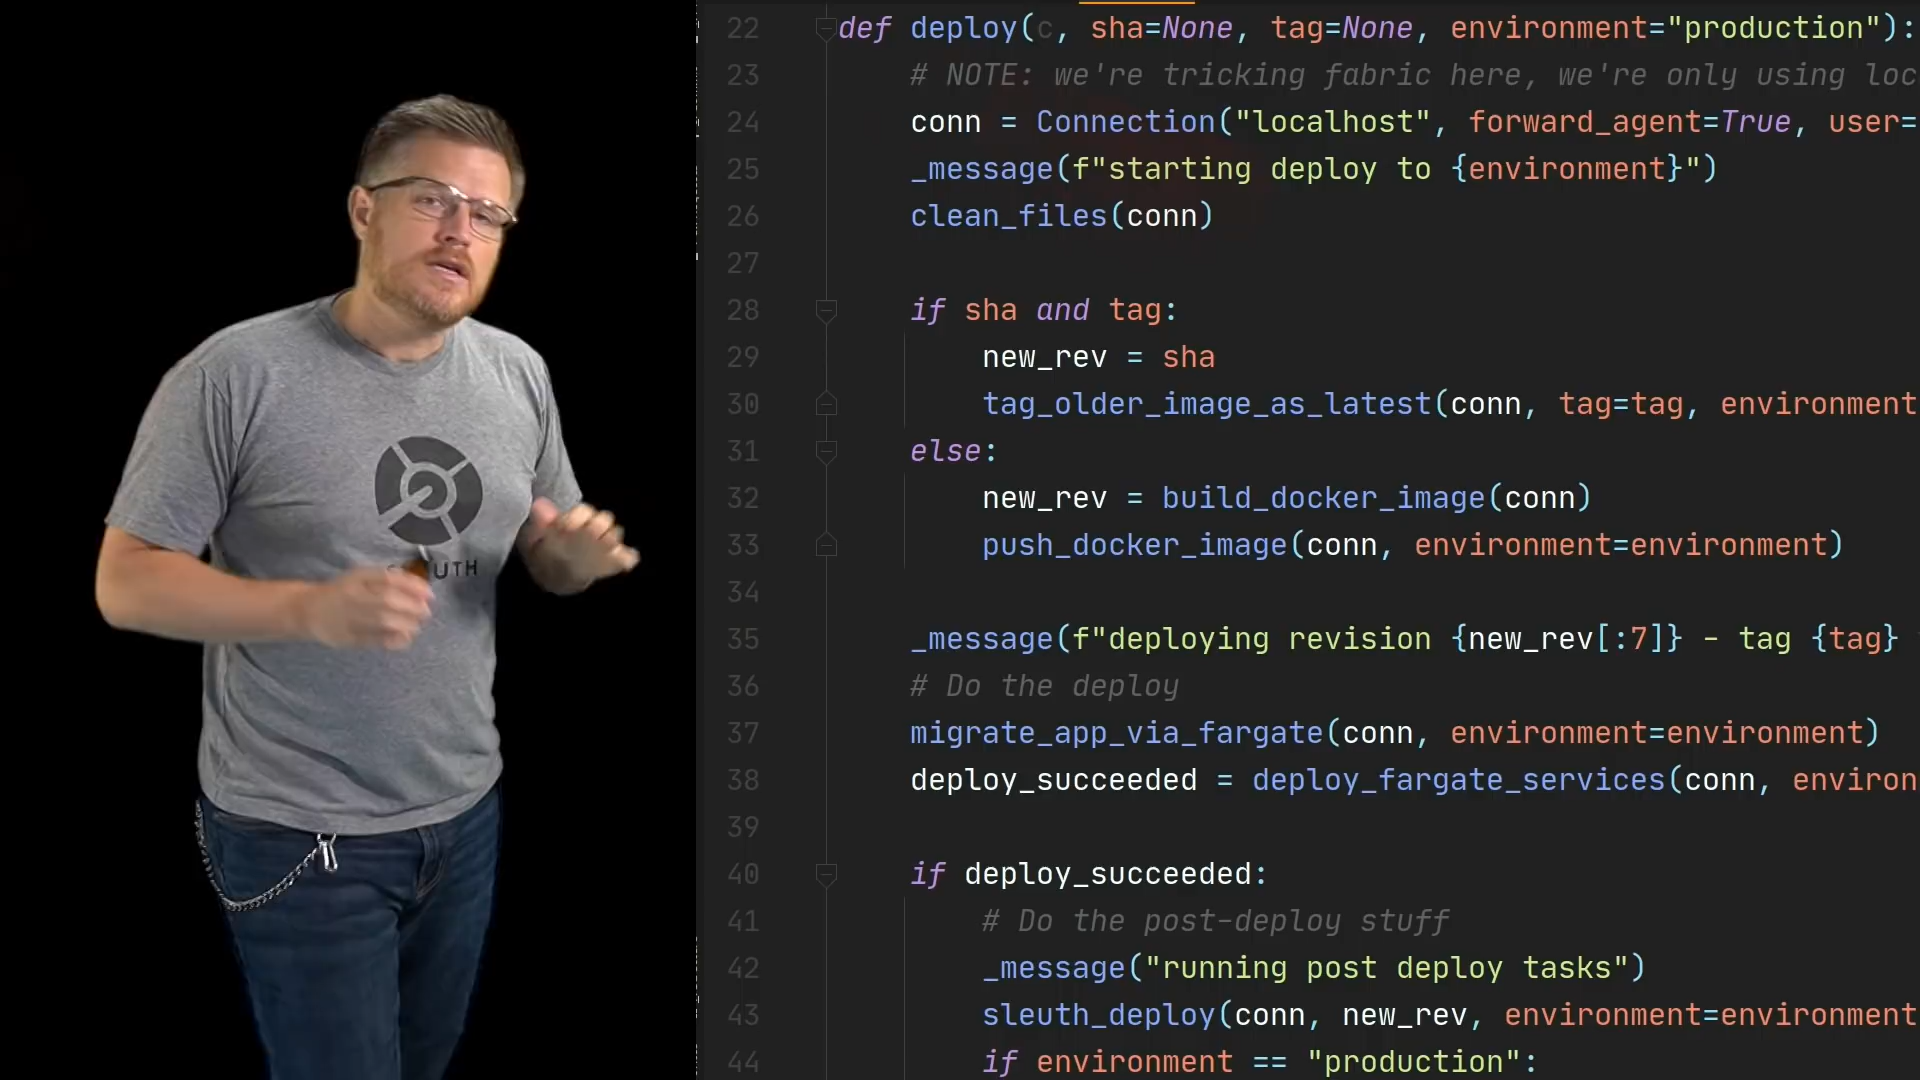 UTH
22 def deploy(c, sha=None, tag=None, environment="production"):
23 # NOTE: we're tricking fabric here, we're only using loc
24 conn = Connection("localhost", forward_agent=True, user=
25 _message(f"starting deploy to {environment}")
26 clean_files(conn)
27
28 if sha and tag:
29 new_rev = sha
30 tag_older_image_as_latest(conn, tag=tag, environment
31 else:
32 new_rev = build_docker_image(conn)
33 push_docker_image(conn, environment=environment)
34
35 _message(f"deploying revision {new_rev[:7]} - tag {tag}
36 # Do the deploy
37 migrate_app_via_fargate(conn, environment=environment)
38 deploy_succeeded = deploy_fargate_services(conn, environ
39
40 if deploy_succeeded:
41 # Do the post-deploy stuff
42 _message("running post deploy tasks")
43 sleuth_deploy(conn, new_rev, environment=environment
44 if environment == "production":